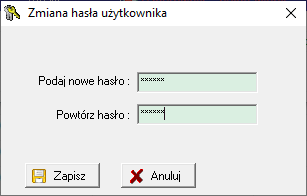 Zmiana hasła użytkownika
Podaj nowe hasło : ××××××
Powtórz hasło : ××××××
Zapisz Anuluj